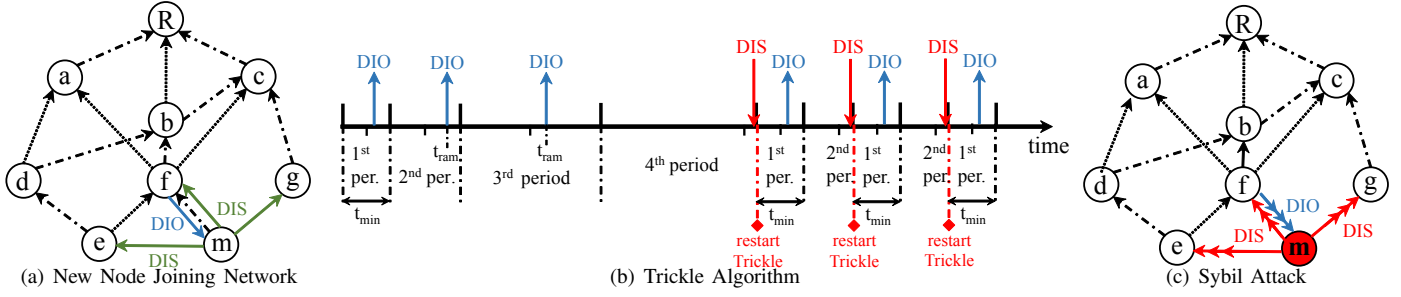 R
a
c
b
d
f
g
DIO
DIS
e
DIS
m
(a) New Node Joining Network
DIO
DIO
DIO
DIS
DIO
DIS
DIO
DIS
DIO
time
1st per.
tmin
2nd per.
tram
3rd period
tram
4th period
1st per.
tmin
2nd per.
1st per.
tmin
2nd per.
1st per.
tmin
restart Trickle
restart Trickle
restart Trickle
(b) Trickle Algorithm
R
a
c
b
d
f
g
DIO
DIS
DIS
e
m
(c) Sybil Attack